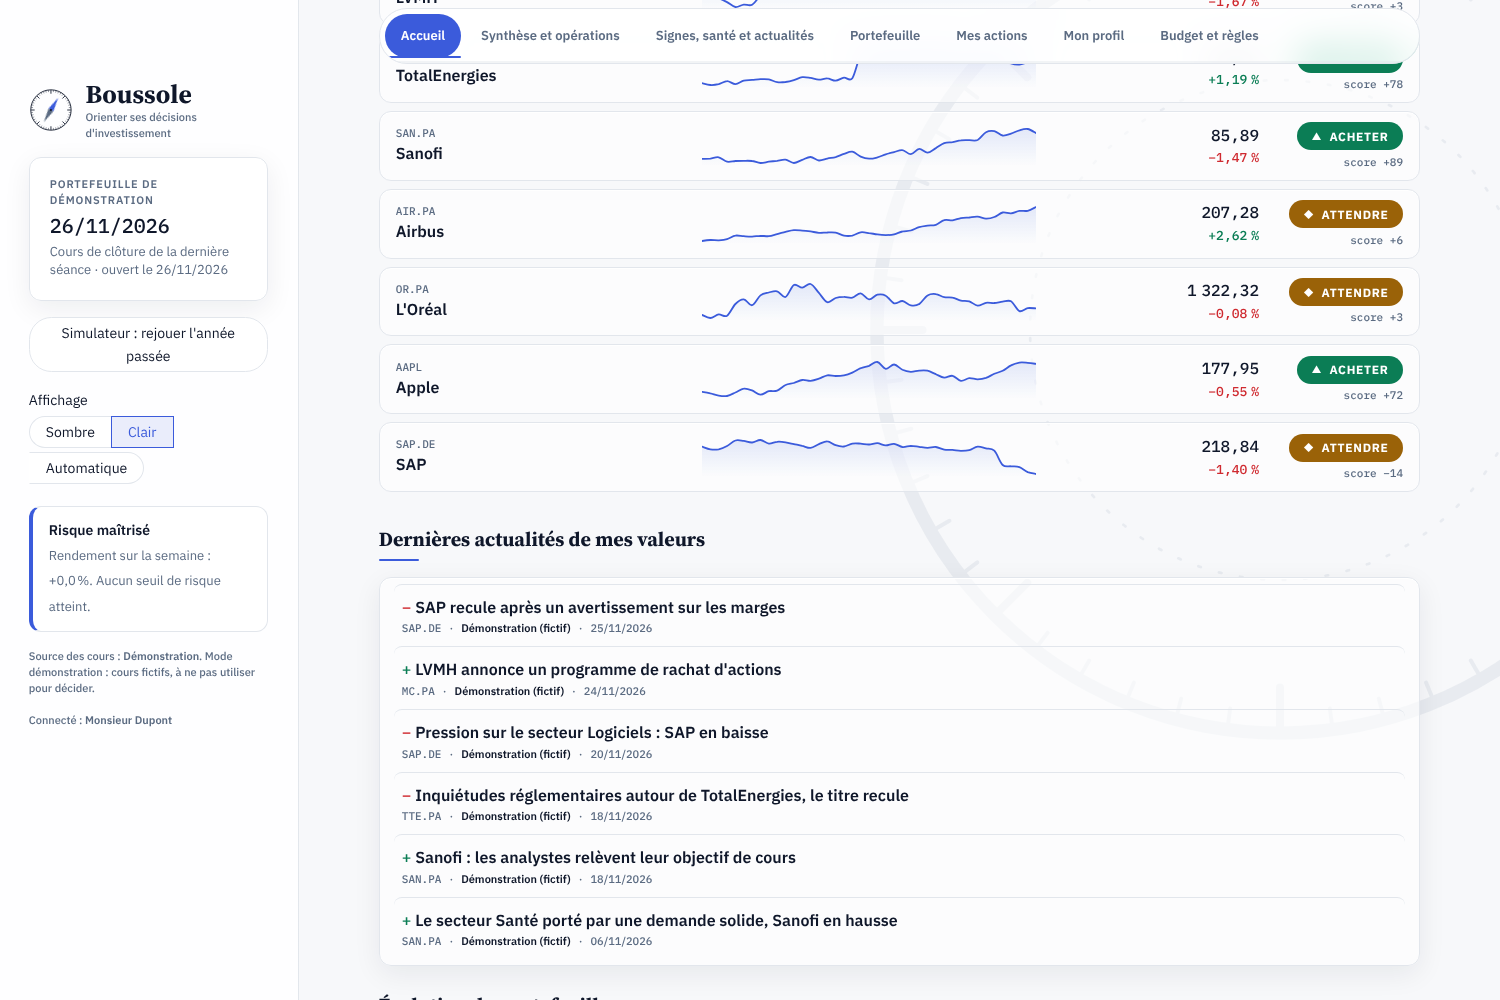 Boussole
Orienter ses décisions
d'investissement
PORTEFEUILLE DE
DÉMONSTRATION
26/11/2026
Cours de clôture de la dernière
séance · ouvert le 26/11/2026
Simulateur : rejouer l'année
passée
Affichage
Sombre
Clair
Automatique
Risque maîtrisé
Rendement sur la semaine :
+0,0 %. Aucun seuil de risque
atteint.
Source des cours : Démonstration. Mode
démonstration : cours fictifs, à ne pas utiliser
pour décider.
Connecté : Monsieur Dupont
LVMH
−1,67 %
score +3
Accueil
Synthèse et opérations
Signes, santé et actualités
Portefeuille
Mes actions
Mon profil
Budget et règles
TotalEnergies
+1,19 %
score +78
SAN.PA
Sanofi
85,89
−1,47 %
▲ ACHETER
score +89
AIR.PA
Airbus
207,28
+2,62 %
◆ ATTENDRE
score +6
OR.PA
L'Oréal
1 322,32
−0,08 %
◆ ATTENDRE
score +3
AAPL
Apple
177,95
−0,55 %
▲ ACHETER
score +72
SAP.DE
SAP
218,84
−1,40 %
◆ ATTENDRE
score −14
Dernières actualités de mes valeurs
− SAP recule après un avertissement sur les marges
SAP.DE · Démonstration (fictif) · 25/11/2026
+ LVMH annonce un programme de rachat d'actions
MC.PA · Démonstration (fictif) · 24/11/2026
− Pression sur le secteur Logiciels : SAP en baisse
SAP.DE · Démonstration (fictif) · 20/11/2026
− Inquiétudes réglementaires autour de TotalEnergies, le titre recule
TTE.PA · Démonstration (fictif) · 18/11/2026
+ Sanofi : les analystes relèvent leur objectif de cours
SAN.PA · Démonstration (fictif) · 18/11/2026
+ Le secteur Santé porté par une demande solide, Sanofi en hausse
SAN.PA · Démonstration (fictif) · 06/11/2026